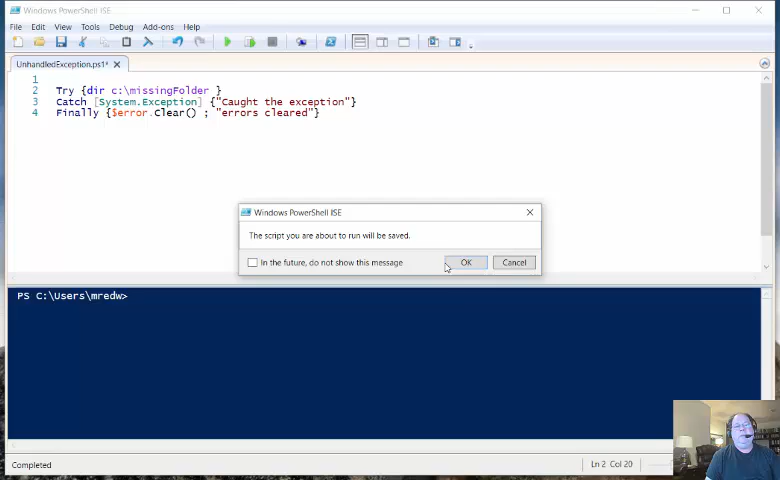 Windows PowerShell ISE
File Edit View Tools Debug Add-ons Help
UnhandledException.ps1*
1
2 Try {dir c:\missingFolder }
3 Catch [System.Exception] {"Caught the exception"}
4 Finally {$error.Clear() ; "errors cleared"}
Windows PowerShell ISE
The script you are about to run will be saved.
In the future, do not show this message
OK
Cancel
PS C:\Users\mredw>
Completed
Ln 2 Col 20